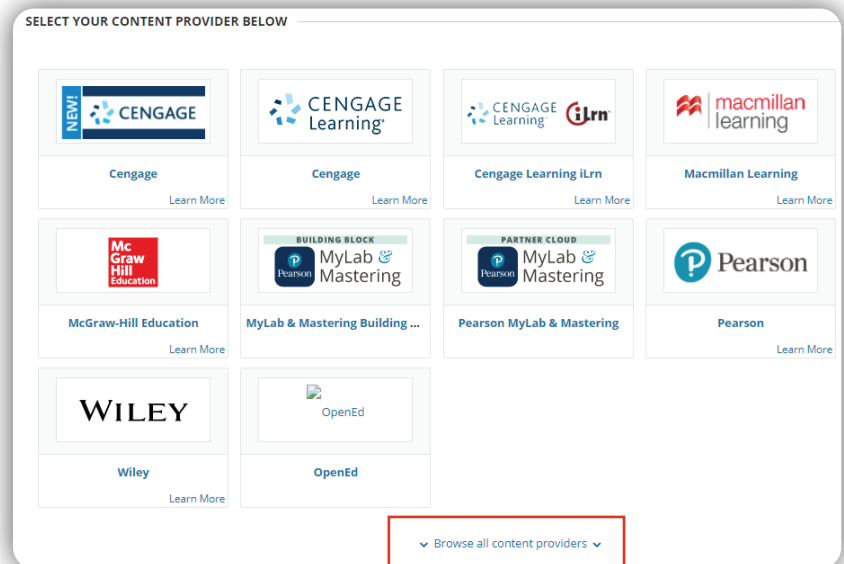 SELECT YOUR CONTENT PROVIDER BELOW
NEW!
CENGAGE
Cengage
Learn More
CENGAGE
Learning
Cengage
Learn More
CENGAGE
Learning
iLrn
Cengage Learning iLrn
Learn More
macmillan
learning
Macmillan Learning
Learn More
Mc
Graw
Hill
Education
McGraw-Hill Education
Learn More
BUILDING BLOCK
P
Pearson
MyLab &
Mastering
MyLab & Mastering Building ...
PARTNER CLOUD
P
Pearson
MyLab &
Mastering
Pearson MyLab & Mastering
P
Pearson
Pearson
Learn More
WILEY
Wiley
Learn More
OpenEd
OpenEd
Browse all content providers